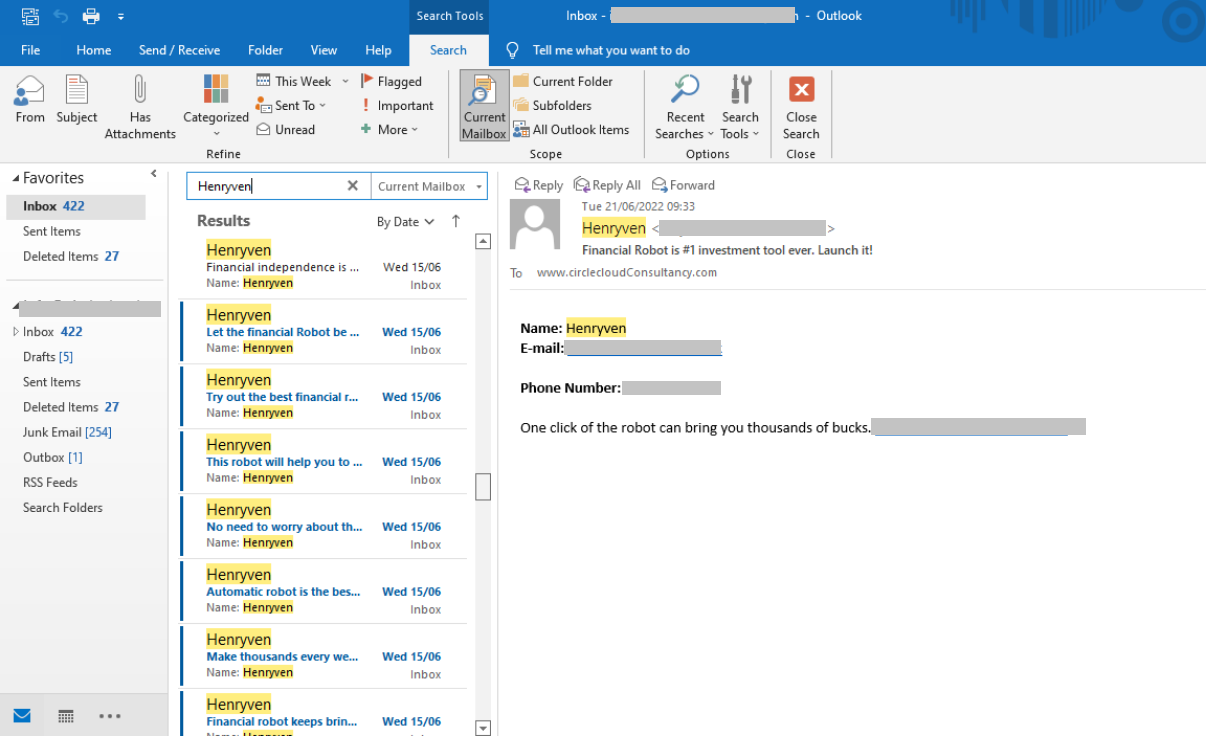 Search Tools
Inbox - - Outlook
File Home Send / Receive Folder View Help Search Tell me what you want to do
From
Subject
Has Attachments
Categorized
This Week
Sent To
Unread
Flagged
Important
More
Refine
Current Mailbox
Current Folder
Subfolders
All Outlook Items
Scope
Recent Searches
Search Tools
Options
Close Search
Close
Favorites
Inbox 422
Sent Items
Deleted Items 27
Inbox 422
Drafts [5]
Sent Items
Deleted Items 27
Junk Email [254]
Outbox [1]
RSS Feeds
Search Folders
Henryven Current Mailbox
Results By Date
Henryven
Financial independence is ... Wed 15/06
Name: Henryven Inbox
Henryven
Let the financial Robot be ... Wed 15/06
Name: Henryven Inbox
Henryven
Try out the best financial r... Wed 15/06
Name: Henryven Inbox
Henryven
This robot will help you to ... Wed 15/06
Name: Henryven Inbox
Henryven
No need to worry about th... Wed 15/06
Name: Henryven Inbox
Henryven
Automatic robot is the bes... Wed 15/06
Name: Henryven Inbox
Henryven
Make thousands every we... Wed 15/06
Name: Henryven Inbox
Henryven
Financial robot keeps brin... Wed 15/06
Name: Henryven
Reply Reply All Forward
Tue 21/06/2022 09:33
Henryven < >
Financial Robot is #1 investment tool ever. Launch it!
To www.circlecloudConsultancy.com
Name: Henryven
E-mail:
Phone Number:
One click of the robot can bring you thousands of bucks.